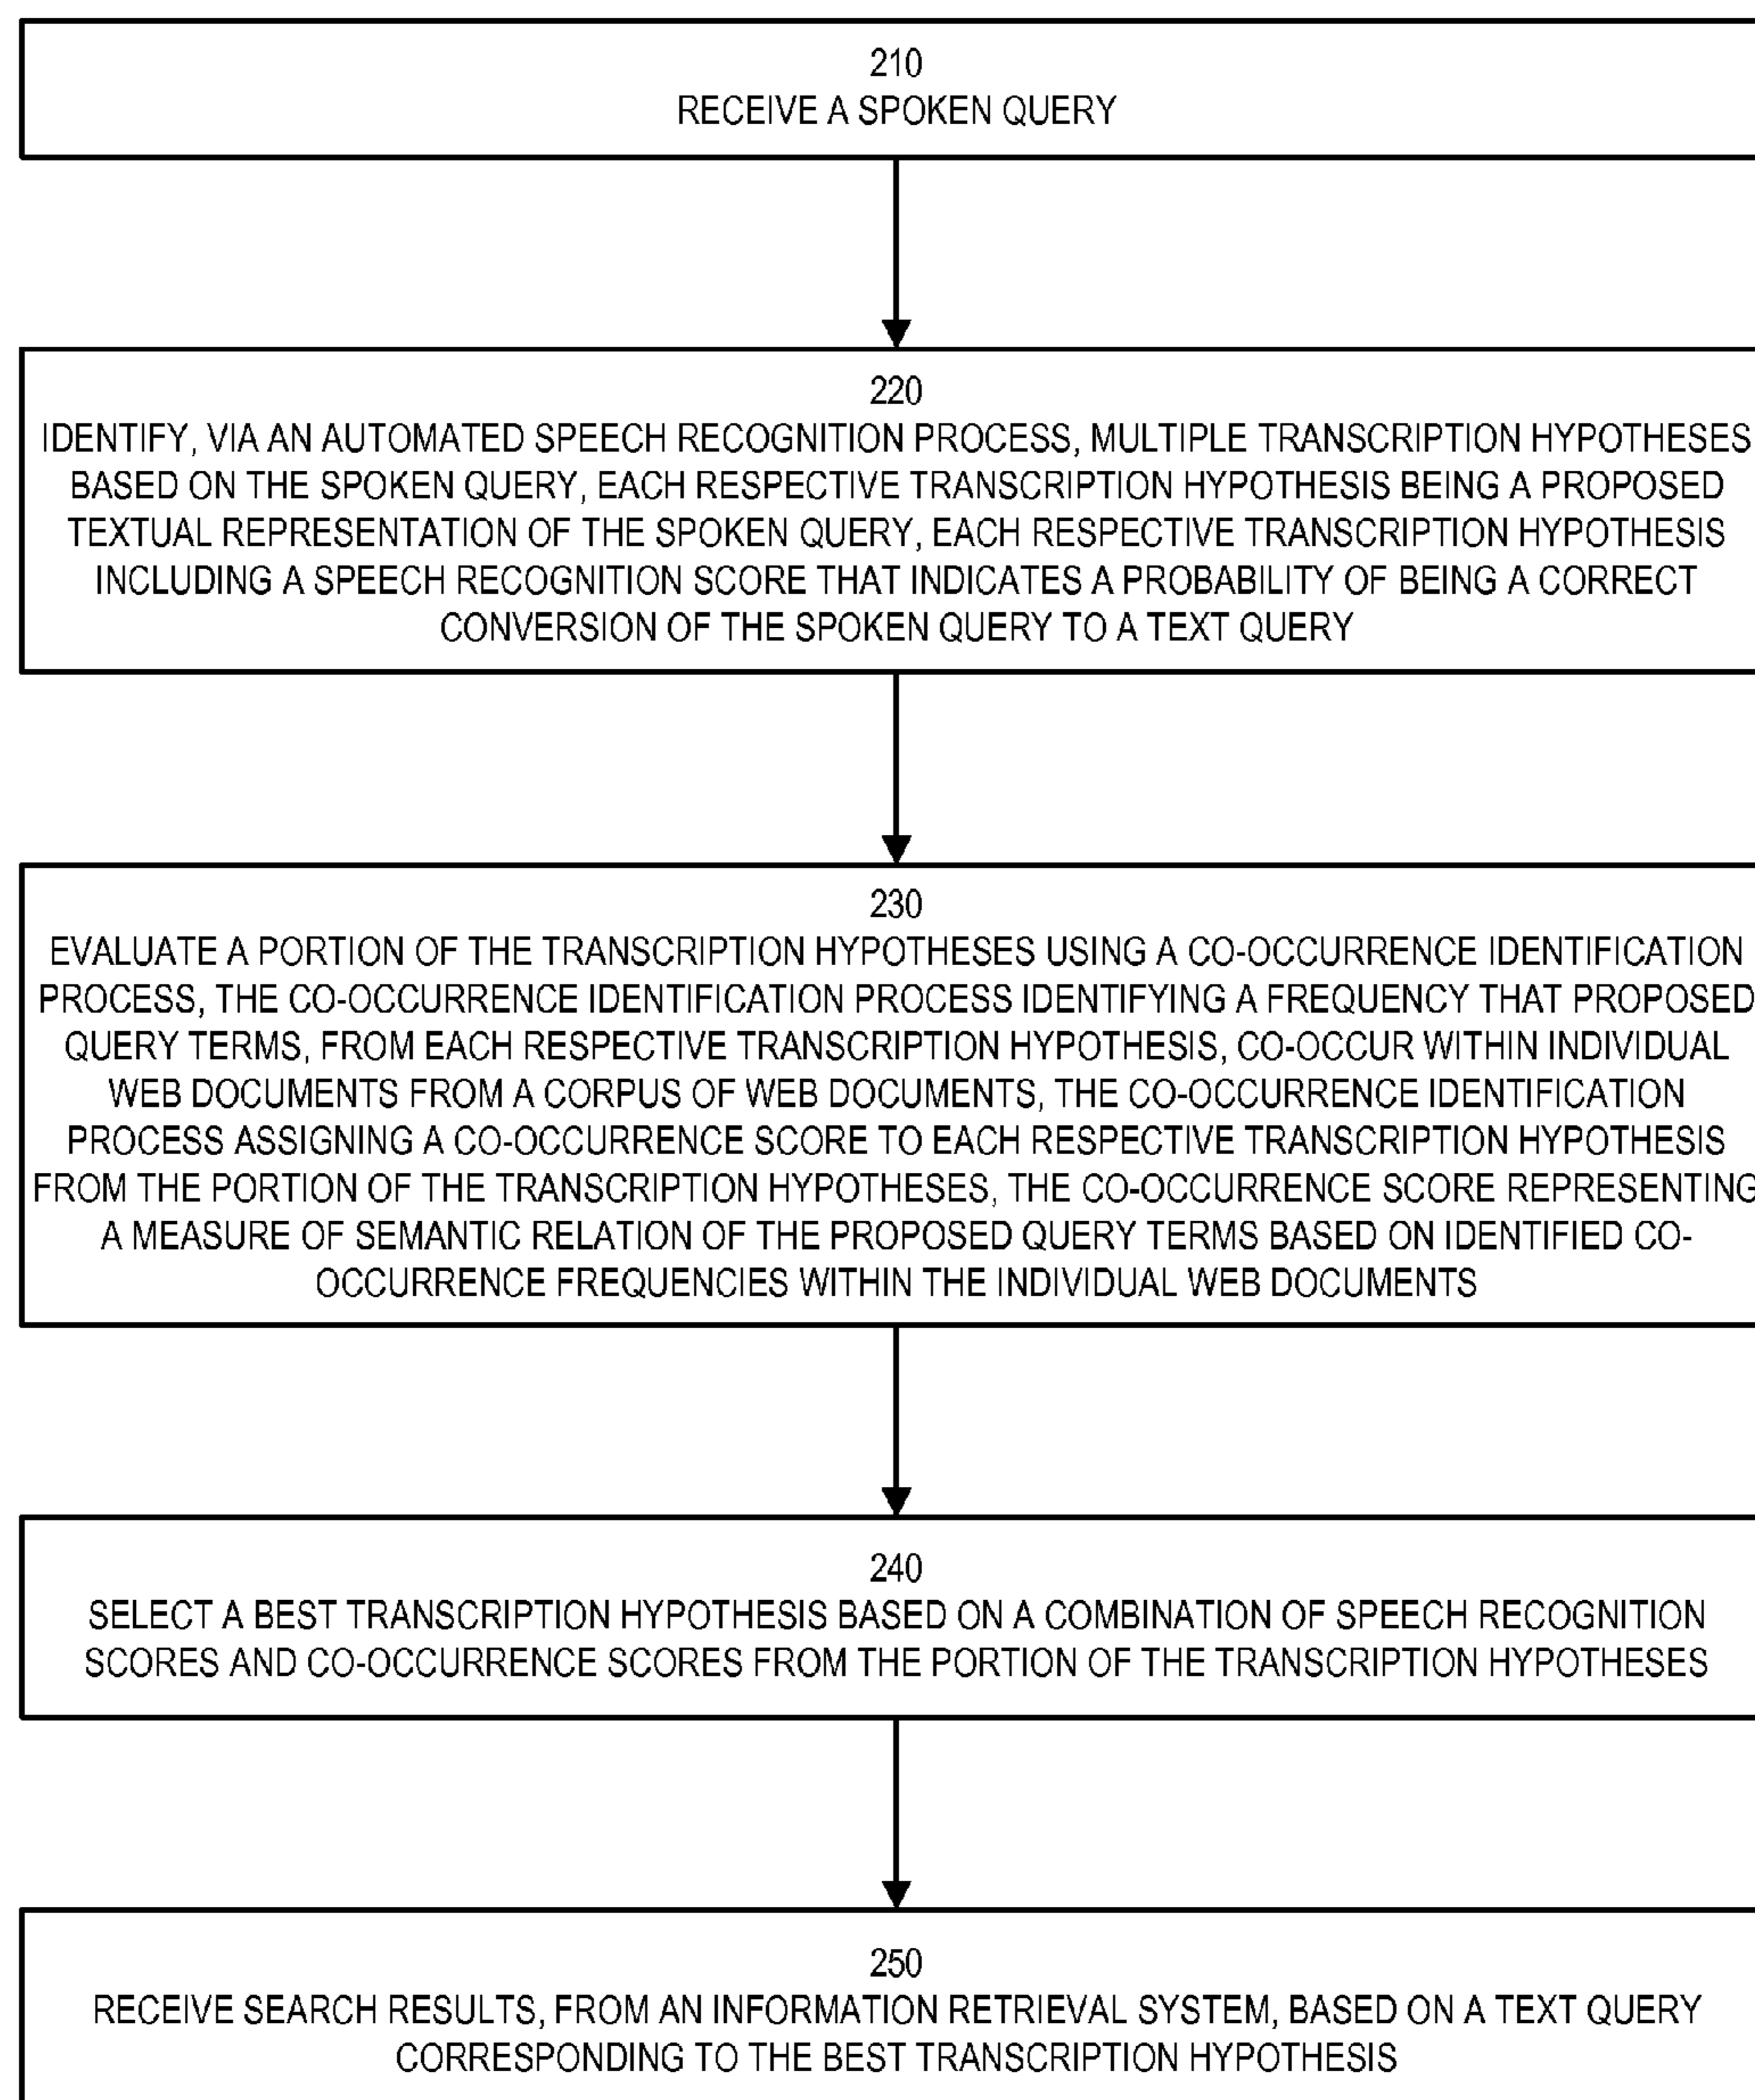 210
RECEIVE A SPOKEN QUERY
220
IDENTIFY, VIA AN AUTOMATED SPEECH RECOGNITION PROCESS, MULTIPLE TRANSCRIPTION HYPOTHESES
BASED ON THE SPOKEN QUERY, EACH RESPECTIVE TRANSCRIPTION HYPOTHESIS BEING A PROPOSED
TEXTUAL REPRESENTATION OF THE SPOKEN QUERY, EACH RESPECTIVE TRANSCRIPTION HYPOTHESIS
INCLUDING A SPEECH RECOGNITION SCORE THAT INDICATES A PROBABILITY OF BEING A CORRECT
CONVERSION OF THE SPOKEN QUERY TO A TEXT QUERY
230
EVALUATE A PORTION OF THE TRANSCRIPTION HYPOTHESES USING A CO-OCCURRENCE IDENTIFICATION
PROCESS, THE CO-OCCURRENCE IDENTIFICATION PROCESS IDENTIFYING A FREQUENCY THAT PROPOSED
QUERY TERMS, FROM EACH RESPECTIVE TRANSCRIPTION HYPOTHESIS, CO-OCCUR WITHIN INDIVIDUAL
WEB DOCUMENTS FROM A CORPUS OF WEB DOCUMENTS, THE CO-OCCURRENCE IDENTIFICATION
PROCESS ASSIGNING A CO-OCCURRENCE SCORE TO EACH RESPECTIVE TRANSCRIPTION HYPOTHESIS
FROM THE PORTION OF THE TRANSCRIPTION HYPOTHESES, THE CO-OCCURRENCE SCORE REPRESENTING
A MEASURE OF SEMANTIC RELATION OF THE PROPOSED QUERY TERMS BASED ON IDENTIFIED CO-
OCCURRENCE FREQUENCIES WITHIN THE INDIVIDUAL WEB DOCUMENTS
240
SELECT A BEST TRANSCRIPTION HYPOTHESIS BASED ON A COMBINATION OF SPEECH RECOGNITION
SCORES AND CO-OCCURRENCE SCORES FROM THE PORTION OF THE TRANSCRIPTION HYPOTHESES
250
RECEIVE SEARCH RESULTS, FROM AN INFORMATION RETRIEVAL SYSTEM, BASED ON A TEXT QUERY
CORRESPONDING TO THE BEST TRANSCRIPTION HYPOTHESIS